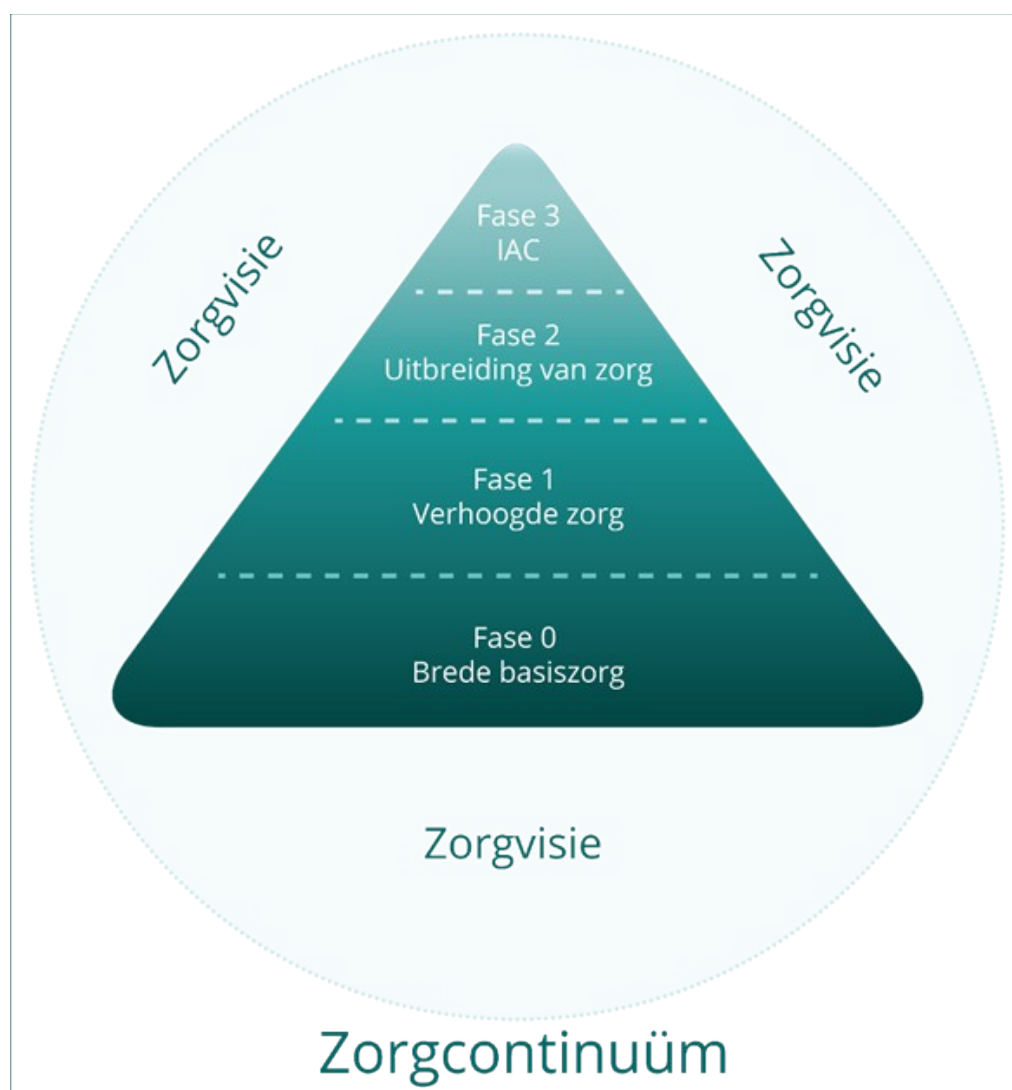 Zorgvisie
Zorgvisie
Fase 3
IAC
Fase 2
Uitbreiding van zorg
Fase 1
Verhoogde zorg
Fase 0
Brede basiszorg
Zorgvisie
Zorgcontinuüm